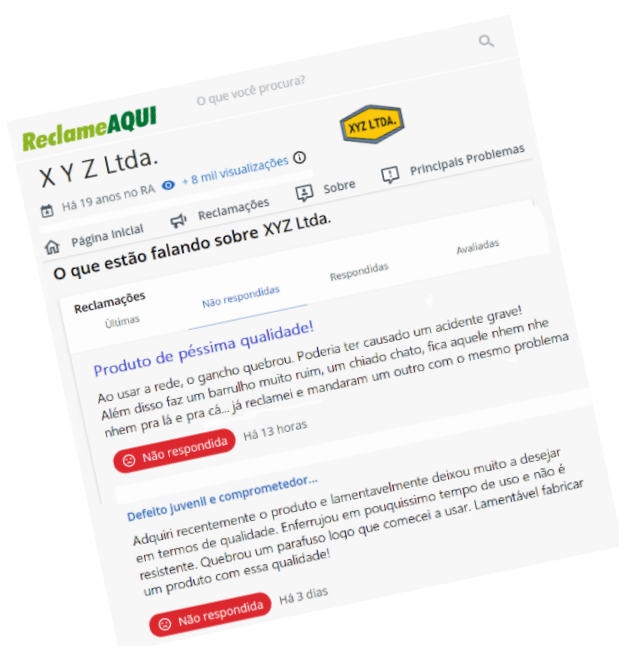 ReclameAQUI
O que você procura?
X Y Z Ltda.
XYZ LTDA.
Há 19 anos no RA + 8 mil visualizações
Página Inicial Reclamações Sobre Principais Problemas
O que estão falando sobre XYZ Ltda.
Reclamações
Últimas Não respondidas Respondidas Avaliadas
Produto de péssima qualidade!
Ao usar a rede, o gancho quebrou. Poderia ter causado um acidente grave!
Além disso faz um barrulho muito ruim, um chiado chato, fica aquele nhem nhe
nhem pra lá e pra cá... já reclamei e mandaram um outro com o mesmo problema
Não respondida Há 13 horas
Defeito juvenil e comprometedor...
Adquiri recentemente o produto e lamentavelmente deixou muito a desejar
em termos de qualidade. Enferrujou em pouquissimo tempo de uso e não é
resistente. Quebrou um parafuso logo que comecei a usar. Lamentável fabricar
um produto com essa qualidade!
Não respondida Há 3 dias